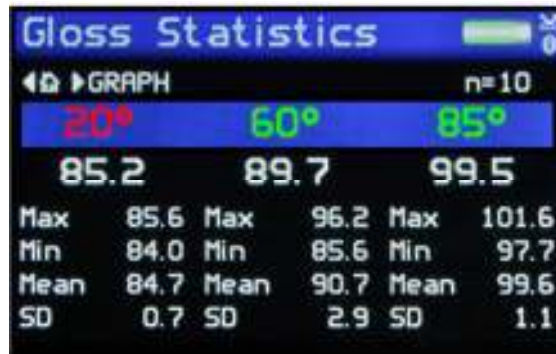 Gloss Statistics
GRAPH n=10
20° 60° 85°
85.2 89.7 99.5
Max 85.6 Max 96.2 Max 101.6
Min 84.0 Min 85.6 Min 97.7
Mean 84.7 Mean 90.7 Mean 99.6
SD 0.7 SD 2.9 SD 1.1